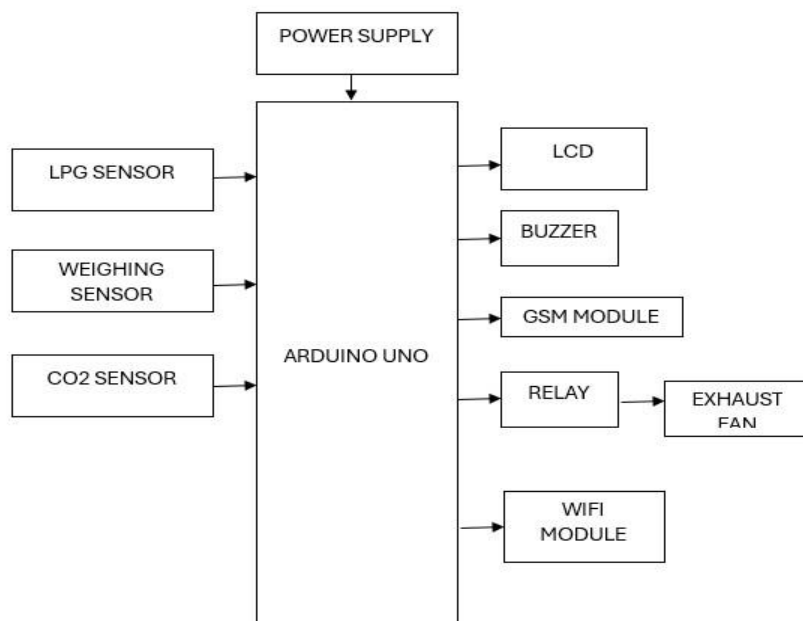 POWER SUPPLY
LPG SENSOR
WEIGHING
SENSOR
CO2 SENSOR
ARDUINO UNO
LCD
BUZZER
GSM MODULE
RELAY
EXHAUST
FAN
WIFI
MODULE